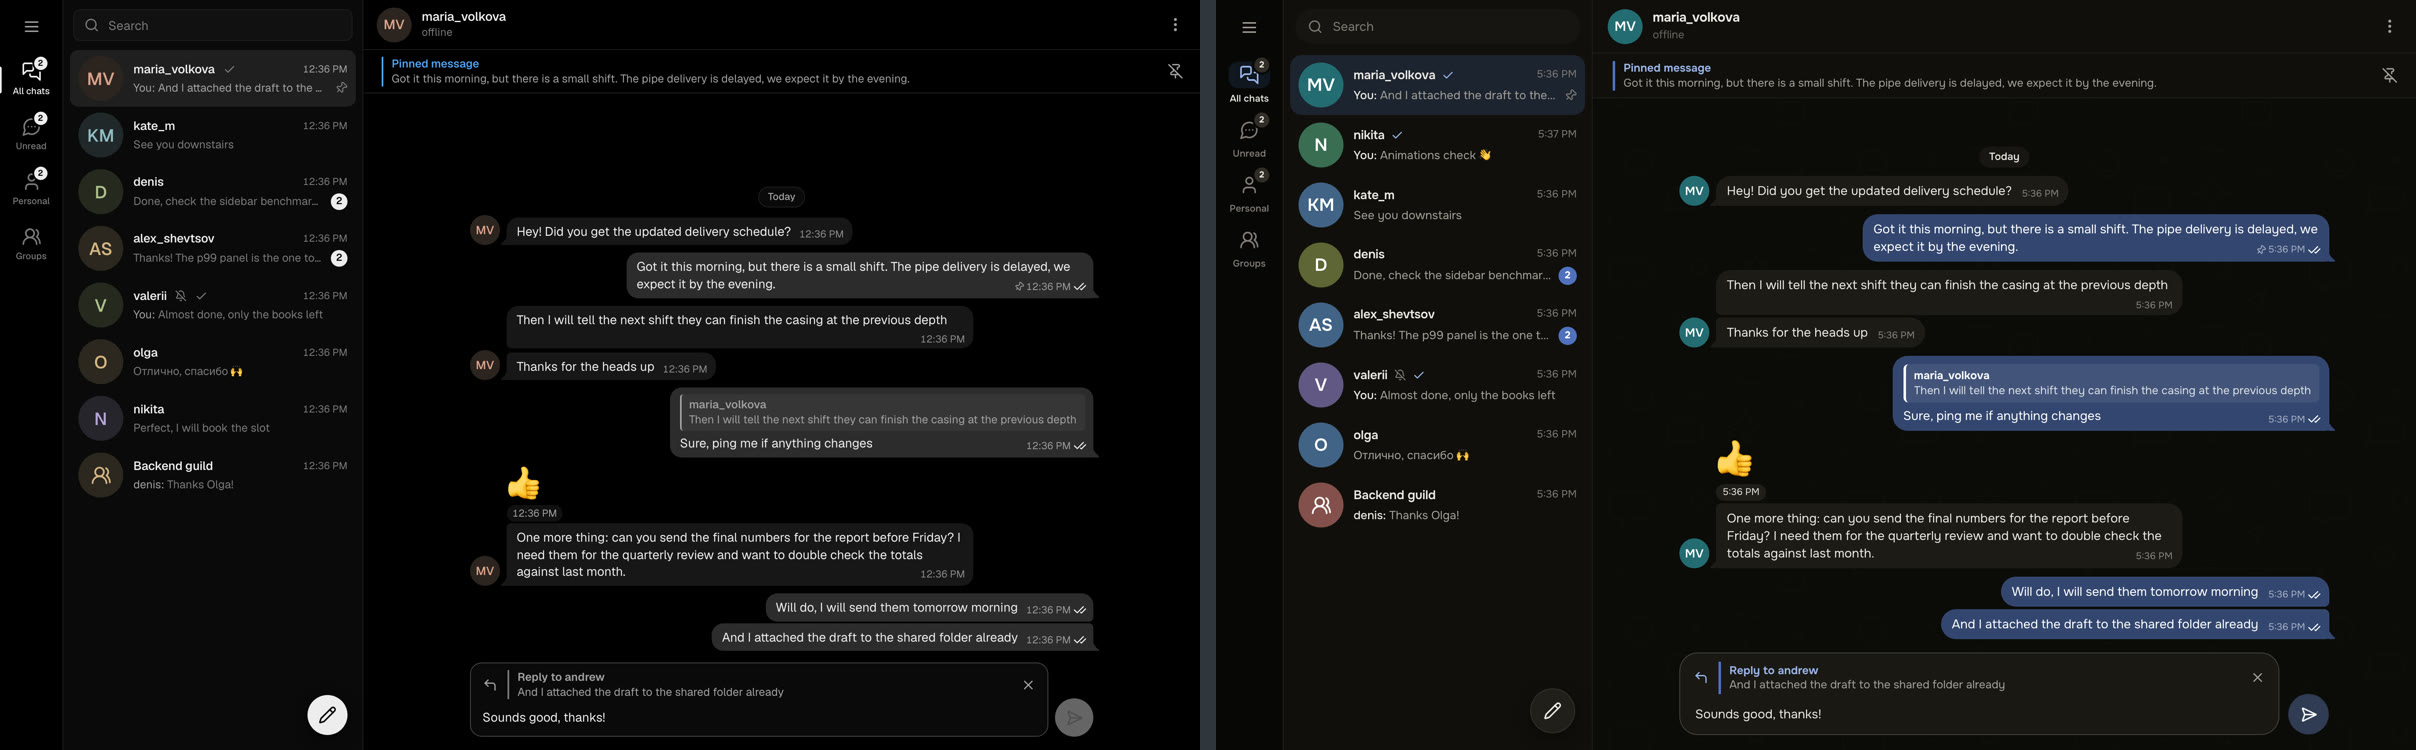 Search
2
All chats
2
Unread
2
Personal
Groups
MV
maria_volkova
12:36 PM
You: And I attached the draft to the ...
KM
kate_m
12:36 PM
See you downstairs
D
denis
12:36 PM
Done, check the sidebar benchmar...
2
AS
alex_shevtsov
12:36 PM
Thanks! The p99 panel is the one to...
2
V
valerii
12:36 PM
You: Almost done, only the books left
O
olga
12:36 PM
Отлично, спасибо 🙌
N
nikita
12:36 PM
Perfect, I will book the slot
Backend guild
12:36 PM
denis: Thanks Olga!
MV
maria_volkova
offline
Pinned message
Got it this morning, but there is a small shift. The pipe delivery is delayed, we expect it by the evening.
Today
MV
Hey! Did you get the updated delivery schedule? 12:36 PM
Got it this morning, but there is a small shift. The pipe delivery is delayed, we
expect it by the evening.
12:36 PM
Then I will tell the next shift they can finish the casing at the previous depth
12:36 PM
MV
Thanks for the heads up 12:36 PM
maria_volkova
Then I will tell the next shift they can finish the casing at the previous depth
Sure, ping me if anything changes
12:36 PM
👍
12:36 PM
One more thing: can you send the final numbers for the report before Friday? I
need them for the quarterly review and want to double check the totals
against last month.
12:36 PM
MV
Will do, I will send them tomorrow morning 12:36 PM
And I attached the draft to the shared folder already 12:36 PM
Reply to andrew
And I attached the draft to the shared folder already
Sounds good, thanks!
Search
2
All chats
2
Unread
2
Personal
Groups
MV
maria_volkova
5:36 PM
You: And I attached the draft to the...
N
nikita
5:37 PM
You: Animations check 👋
KM
kate_m
5:36 PM
See you downstairs
D
denis
5:36 PM
Done, check the sidebar benchmar...
2
AS
alex_shevtsov
5:36 PM
Thanks! The p99 panel is the one t...
2
V
valerii
5:36 PM
You: Almost done, only the books left
O
olga
5:36 PM
Отлично, спасибо 🙌
Backend guild
5:36 PM
denis: Thanks Olga!
MV
maria_volkova
offline
Pinned message
Got it this morning, but there is a small shift. The pipe delivery is delayed, we expect it by the evening.
Today
MV
Hey! Did you get the updated delivery schedule? 5:36 PM
Got it this morning, but there is a small shift. The pipe delivery is delayed, we
expect it by the evening.
5:36 PM
Then I will tell the next shift they can finish the casing at the previous depth
5:36 PM
MV
Thanks for the heads up 5:36 PM
maria_volkova
Then I will tell the next shift they can finish the casing at the previous depth
Sure, ping me if anything changes
5:36 PM
👍
5:36 PM
One more thing: can you send the final numbers for the report before
Friday? I need them for the quarterly review and want to double check the
totals against last month.
5:36 PM
MV
Will do, I will send them tomorrow morning 5:36 PM
And I attached the draft to the shared folder already 5:36 PM
Reply to andrew
And I attached the draft to the shared folder already
Sounds good, thanks!